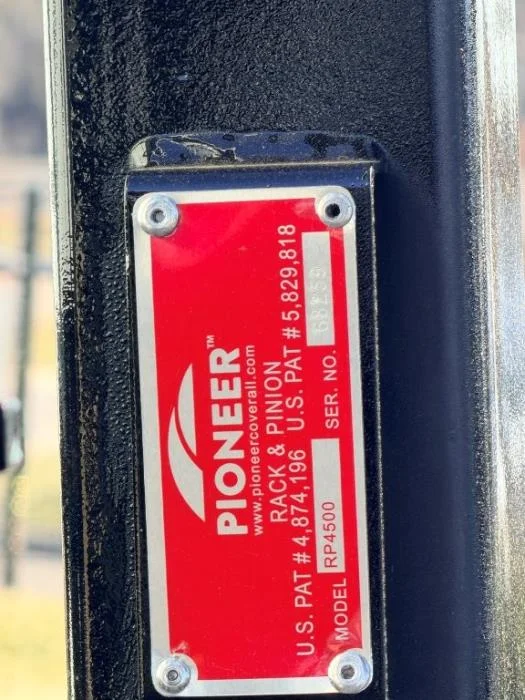 PIONEER™
www.pioneercoverall.com
RACK & PINION
U.S. PAT # 4,874,196 U.S. PAT # 5,829,818
MODEL RP4500 SER. NO.